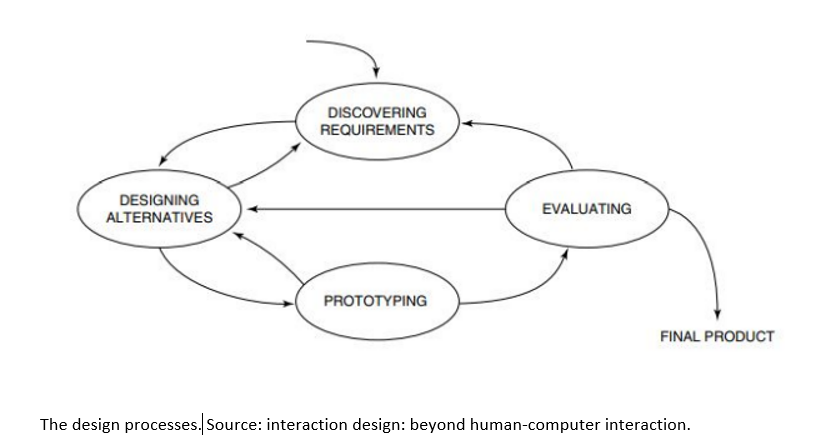 DISCOVERING
REQUIREMENTS
DESIGNING
ALTERNATIVES
EVALUATING
PROTOTYPING
FINAL PRODUCT
The design processes. Source: interaction design: beyond human-computer interaction.